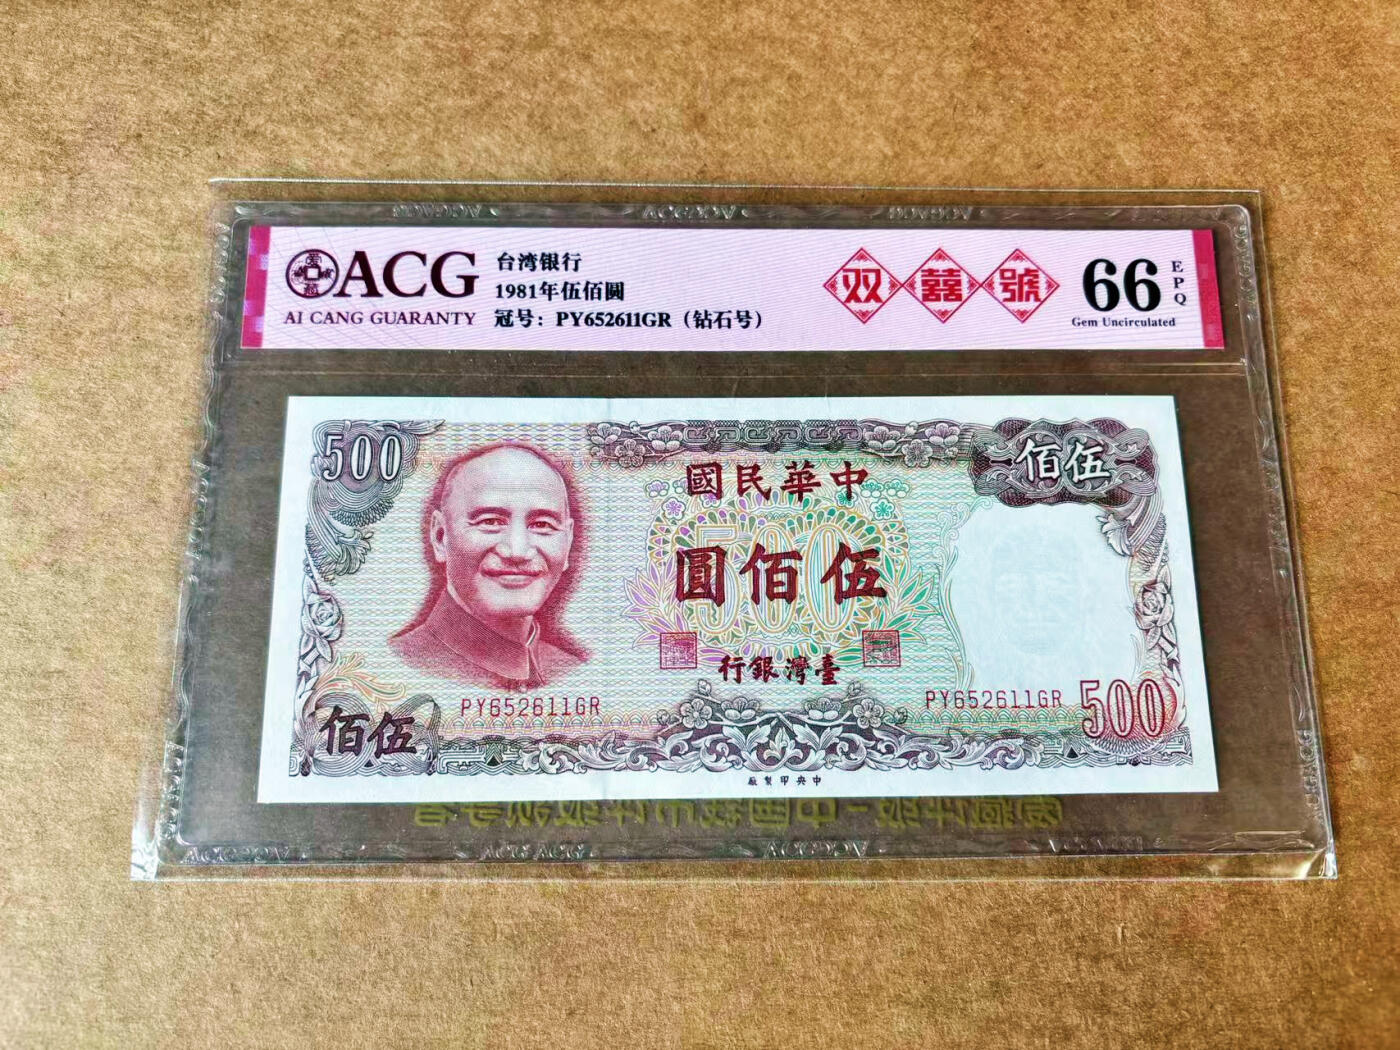 ACG
AI CANG GUARANTY
台湾银行
1981年伍佰圆
冠号：PY652611GR（钻石号）
双囍號
66
EPQ
Gem Uncirculated
500
國民華中
佰伍
500
圓佰伍
行銀灣臺
PY652611GR
PY652611GR
500
佰伍
廠製印央中